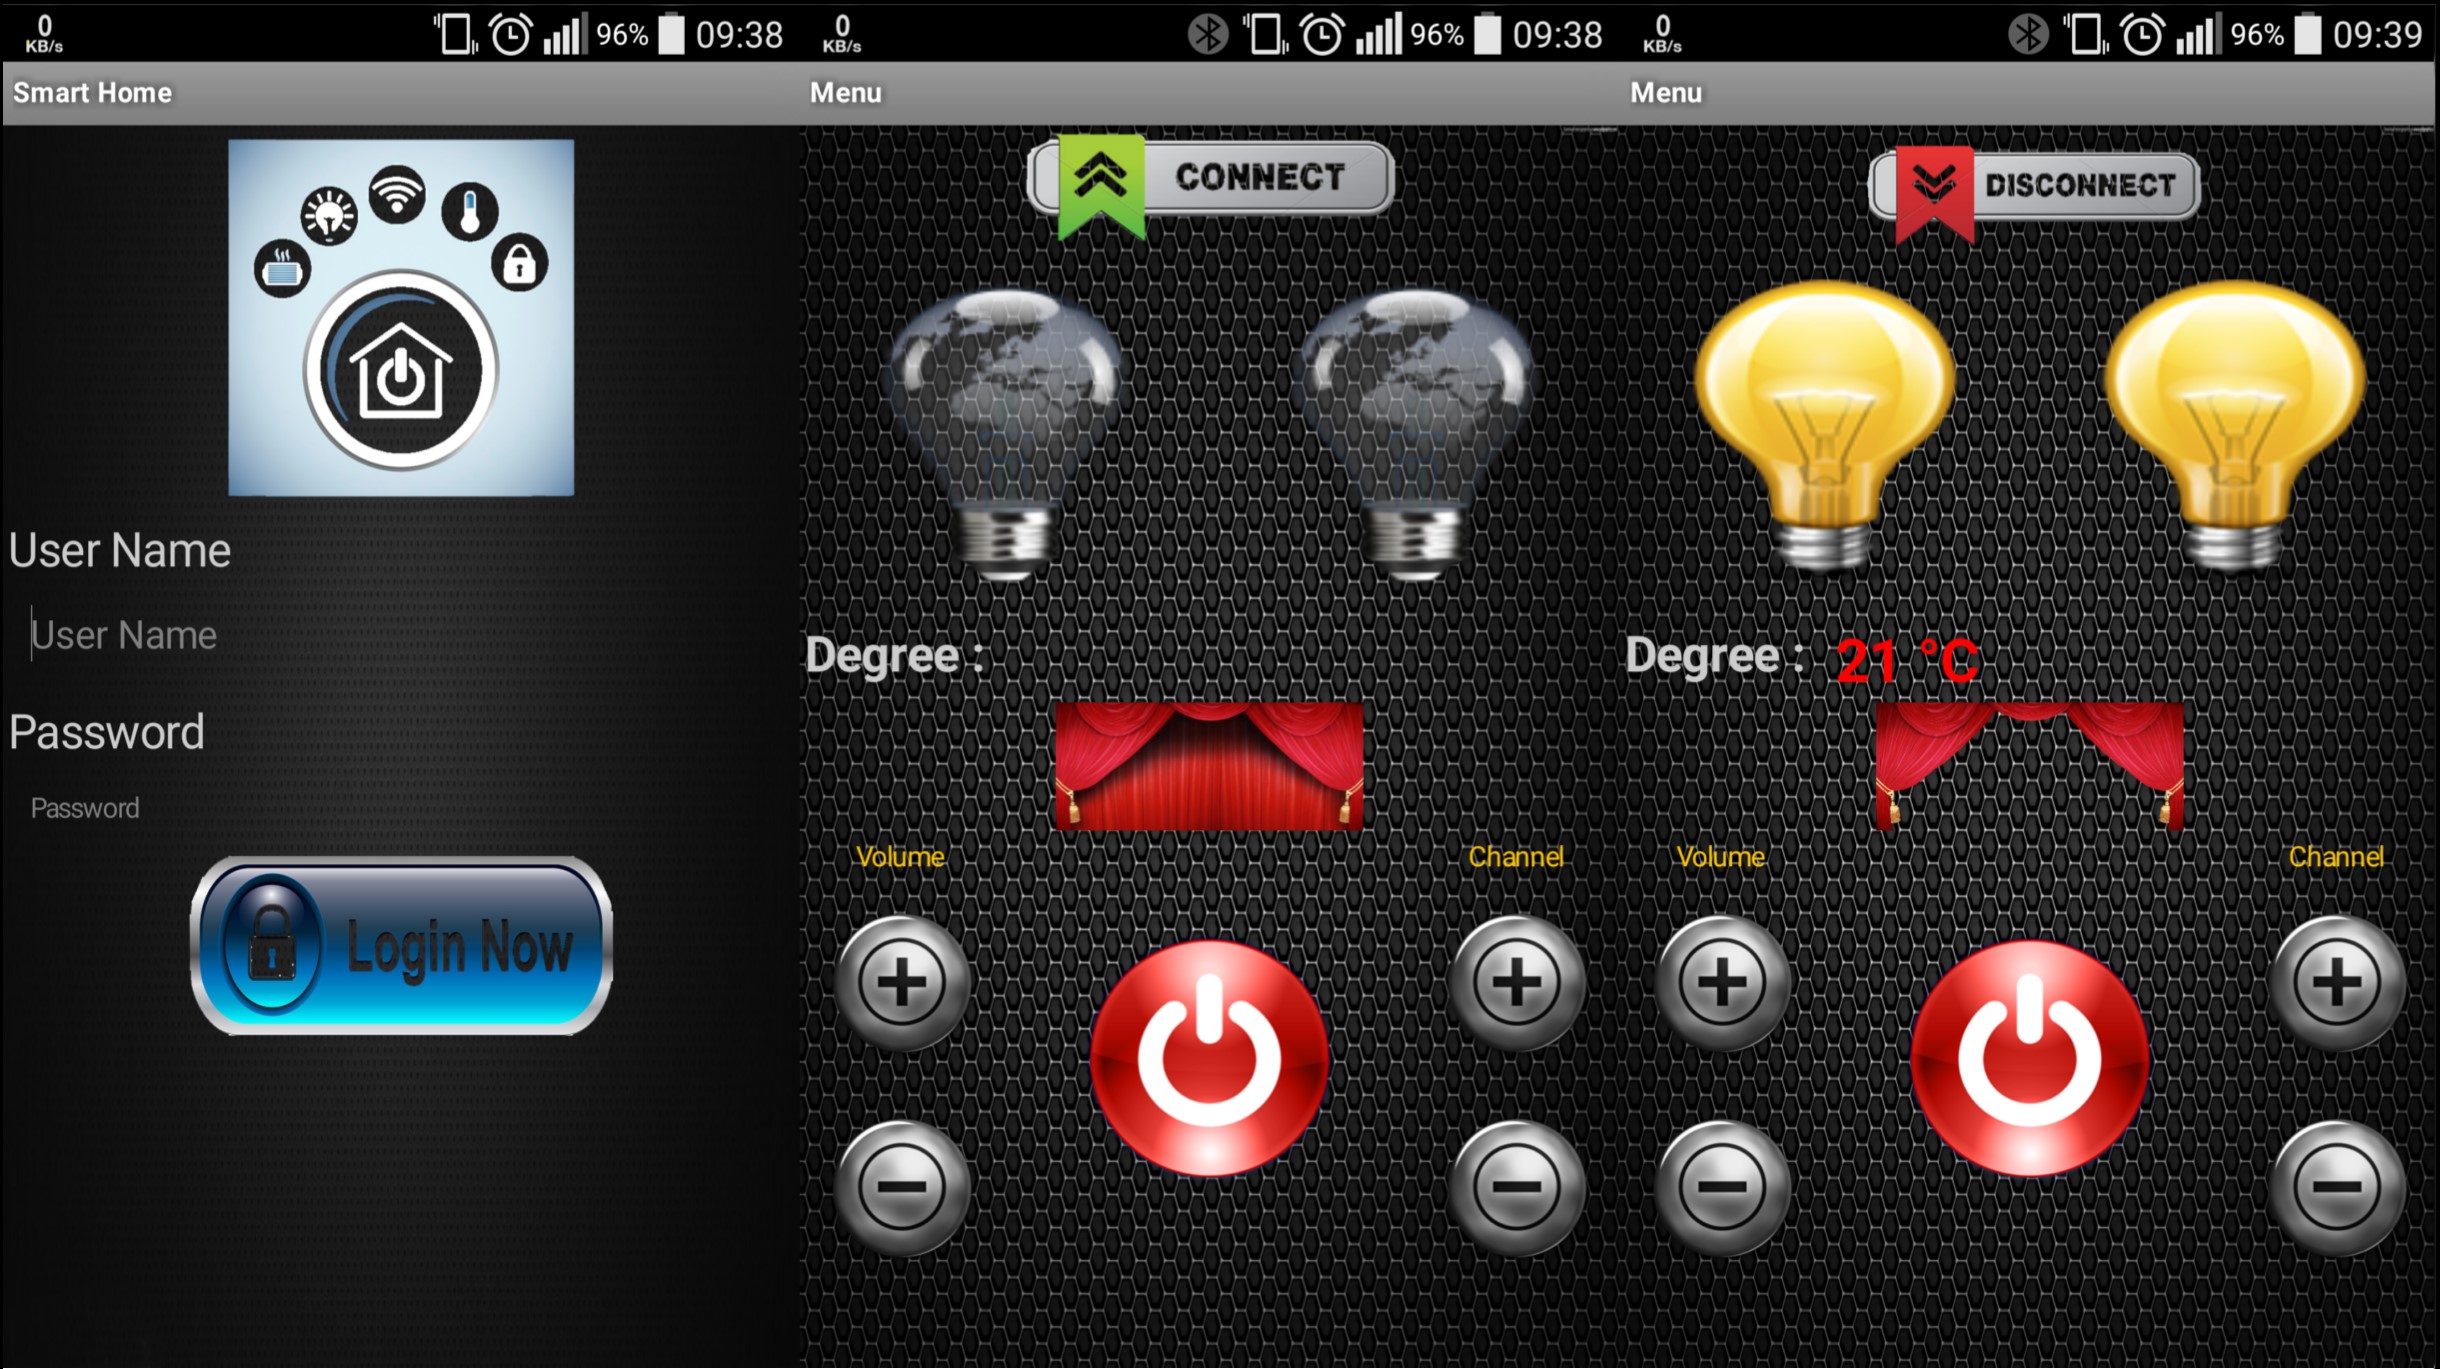 0
KB/s
96%
09:38
Smart Home
User Name
User Name
Password
Password
Login Now
0
KB/s
96%
09:38
Menu
CONNECT
Degree :
Volume
Channel
0
KB/s
96%
09:39
Menu
DISCONNECT
Degree : 21 °C
Volume
Channel